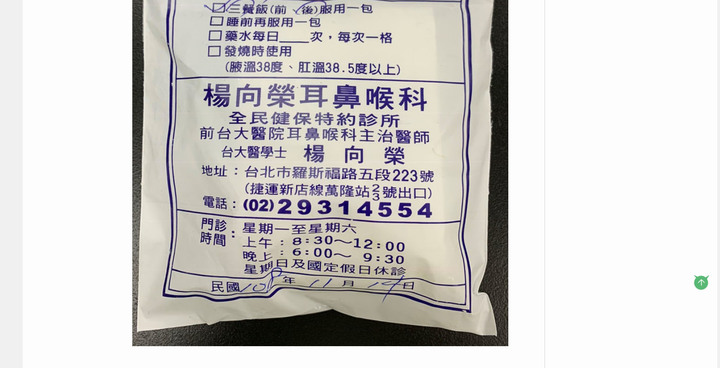 ☑三餐飯(前✓後)服用一包
□睡前再服用一包
□藥水每日____次，每次一格
□發燒時使用
(腋溫38度、肛溫38.5度以上)
楊向榮耳鼻喉科
全民健保特約診所
前台大醫院耳鼻喉科主治醫師
台大醫學士 楊向榮
地址：台北市羅斯福路五段223號
(捷運新店線萬隆站2/3號出口)
電話：(02)29314554
門診時間：星期一至星期六
上午：8:30～12:00
晚上：6:00～ 9:30
星期日及國定假日休診
民國108年11月14日